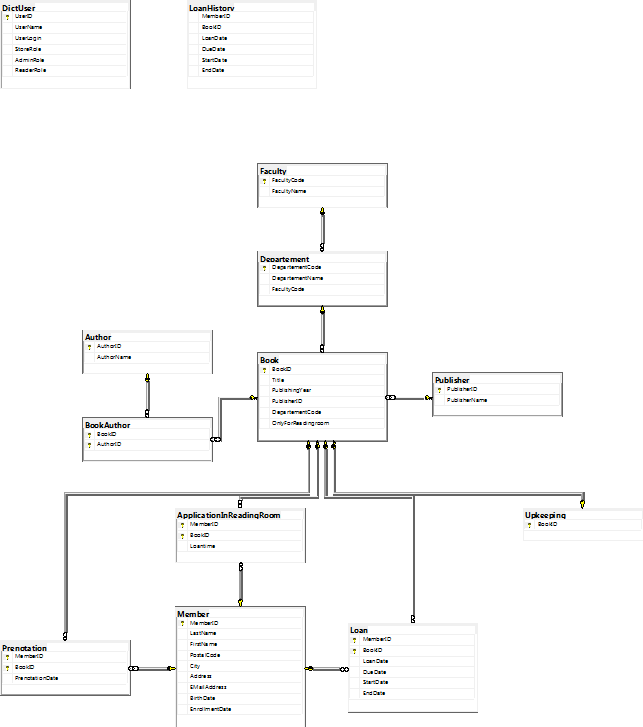 DictUser
UserID
UserName
UserLogin
StoreRole
AdminRole
ReaderRole
LoanHistory
MemberID
BookID
LoanDate
DueDate
StartDate
EndDate
Faculty
FacultyCode
FacultyName
Departement
DepartementCode
DepartementName
FacultyCode
Author
AuthorID
AuthorName
Book
BookID
Title
PublishingYear
PublisherID
DepartementCode
OnlyForReadingroom
Publisher
PublisherID
PublisherName
BookAuthor
BookID
AuthorID
ApplicationInReadingRoom
MemberID
BookID
Loantime
Upkeeping
BookID
Member
MemberID
LastName
FirstName
PostalCode
City
Address
EMailAddress
BirthDate
EnrolmentDate
Loan
MemberID
BookID
LoanDate
DueDate
StartDate
EndDate
Prenotation
MemberID
BookID
PrenotationDate